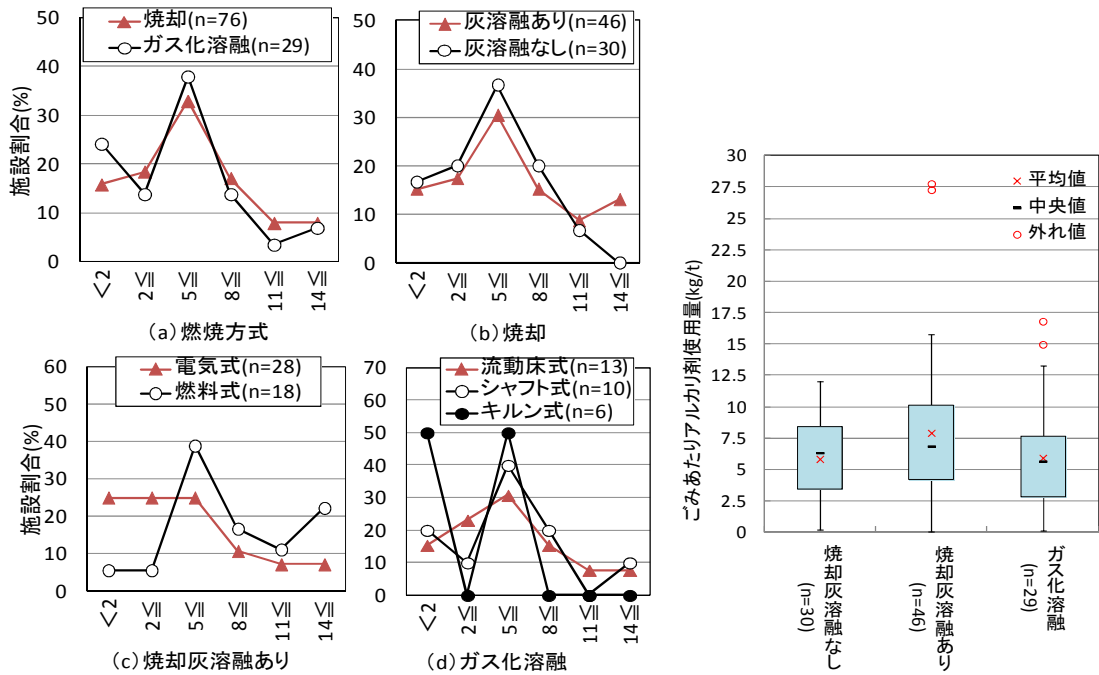 50
40
30
20
10
0
施設割合(%)
焼却(n=76)
ガス化溶融(n=29)
<2
2≦
5≦
8≦
11≦
14≦
(a)燃焼方式
50
40
30
20
10
0
灰溶融あり(n=46)
灰溶融なし(n=30)
<2
2≦
5≦
8≦
11≦
14≦
(b)焼却
60
50
40
30
20
10
0
施設割合(%)
電気式(n=28)
燃料式(n=18)
<2
2≦
5≦
8≦
11≦
14≦
(c)焼却灰溶融あり
70
60
50
40
30
20
10
0
流動床式(n=13)
シャフト式(n=10)
キルン式(n=6)
<2
2≦
5≦
8≦
11≦
14≦
(d)ガス化溶融
ごみあたりアルカリ剤使用量(kg/t)
30
27.5
25
22.5
20
17.5
15
12.5
10
7.5
5
2.5
0
平均値
中央値
外れ値
焼却灰溶融なし
(n=30)
焼却灰溶融あり
(n=46)
ガス化溶融
(n=29)